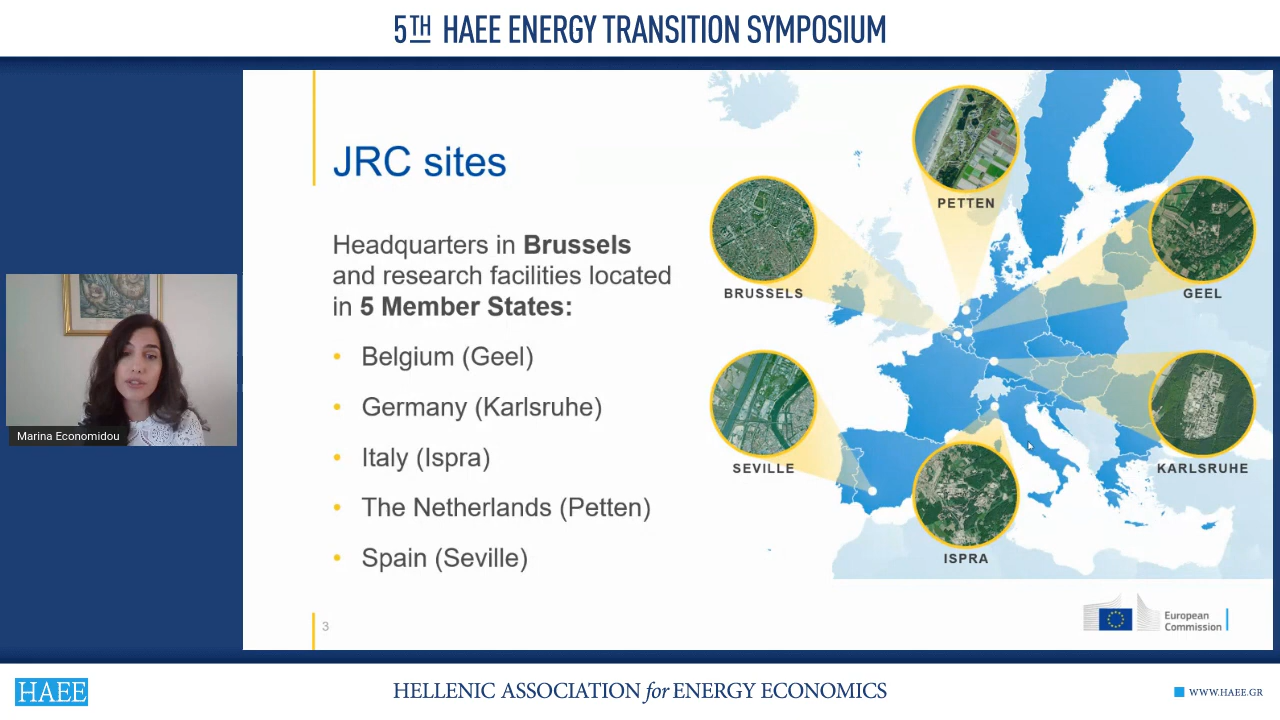 5TH HAEE ENERGY TRANSITION SYMPOSIUM
JRC sites
Headquarters in Brussels
and research facilities located
in 5 Member States:
• Belgium (Geel)
• Germany (Karlsruhe)
• Italy (Ispra)
• The Netherlands (Petten)
• Spain (Seville)
PETTEN
BRUSSELS
GEEL
SEVILLE
KARLSRUHE
ISPRA
Marina Economidou
3
European
Commission
HAEE
HELLENIC ASSOCIATION for ENERGY ECONOMICS
WWW.HAEE.GR